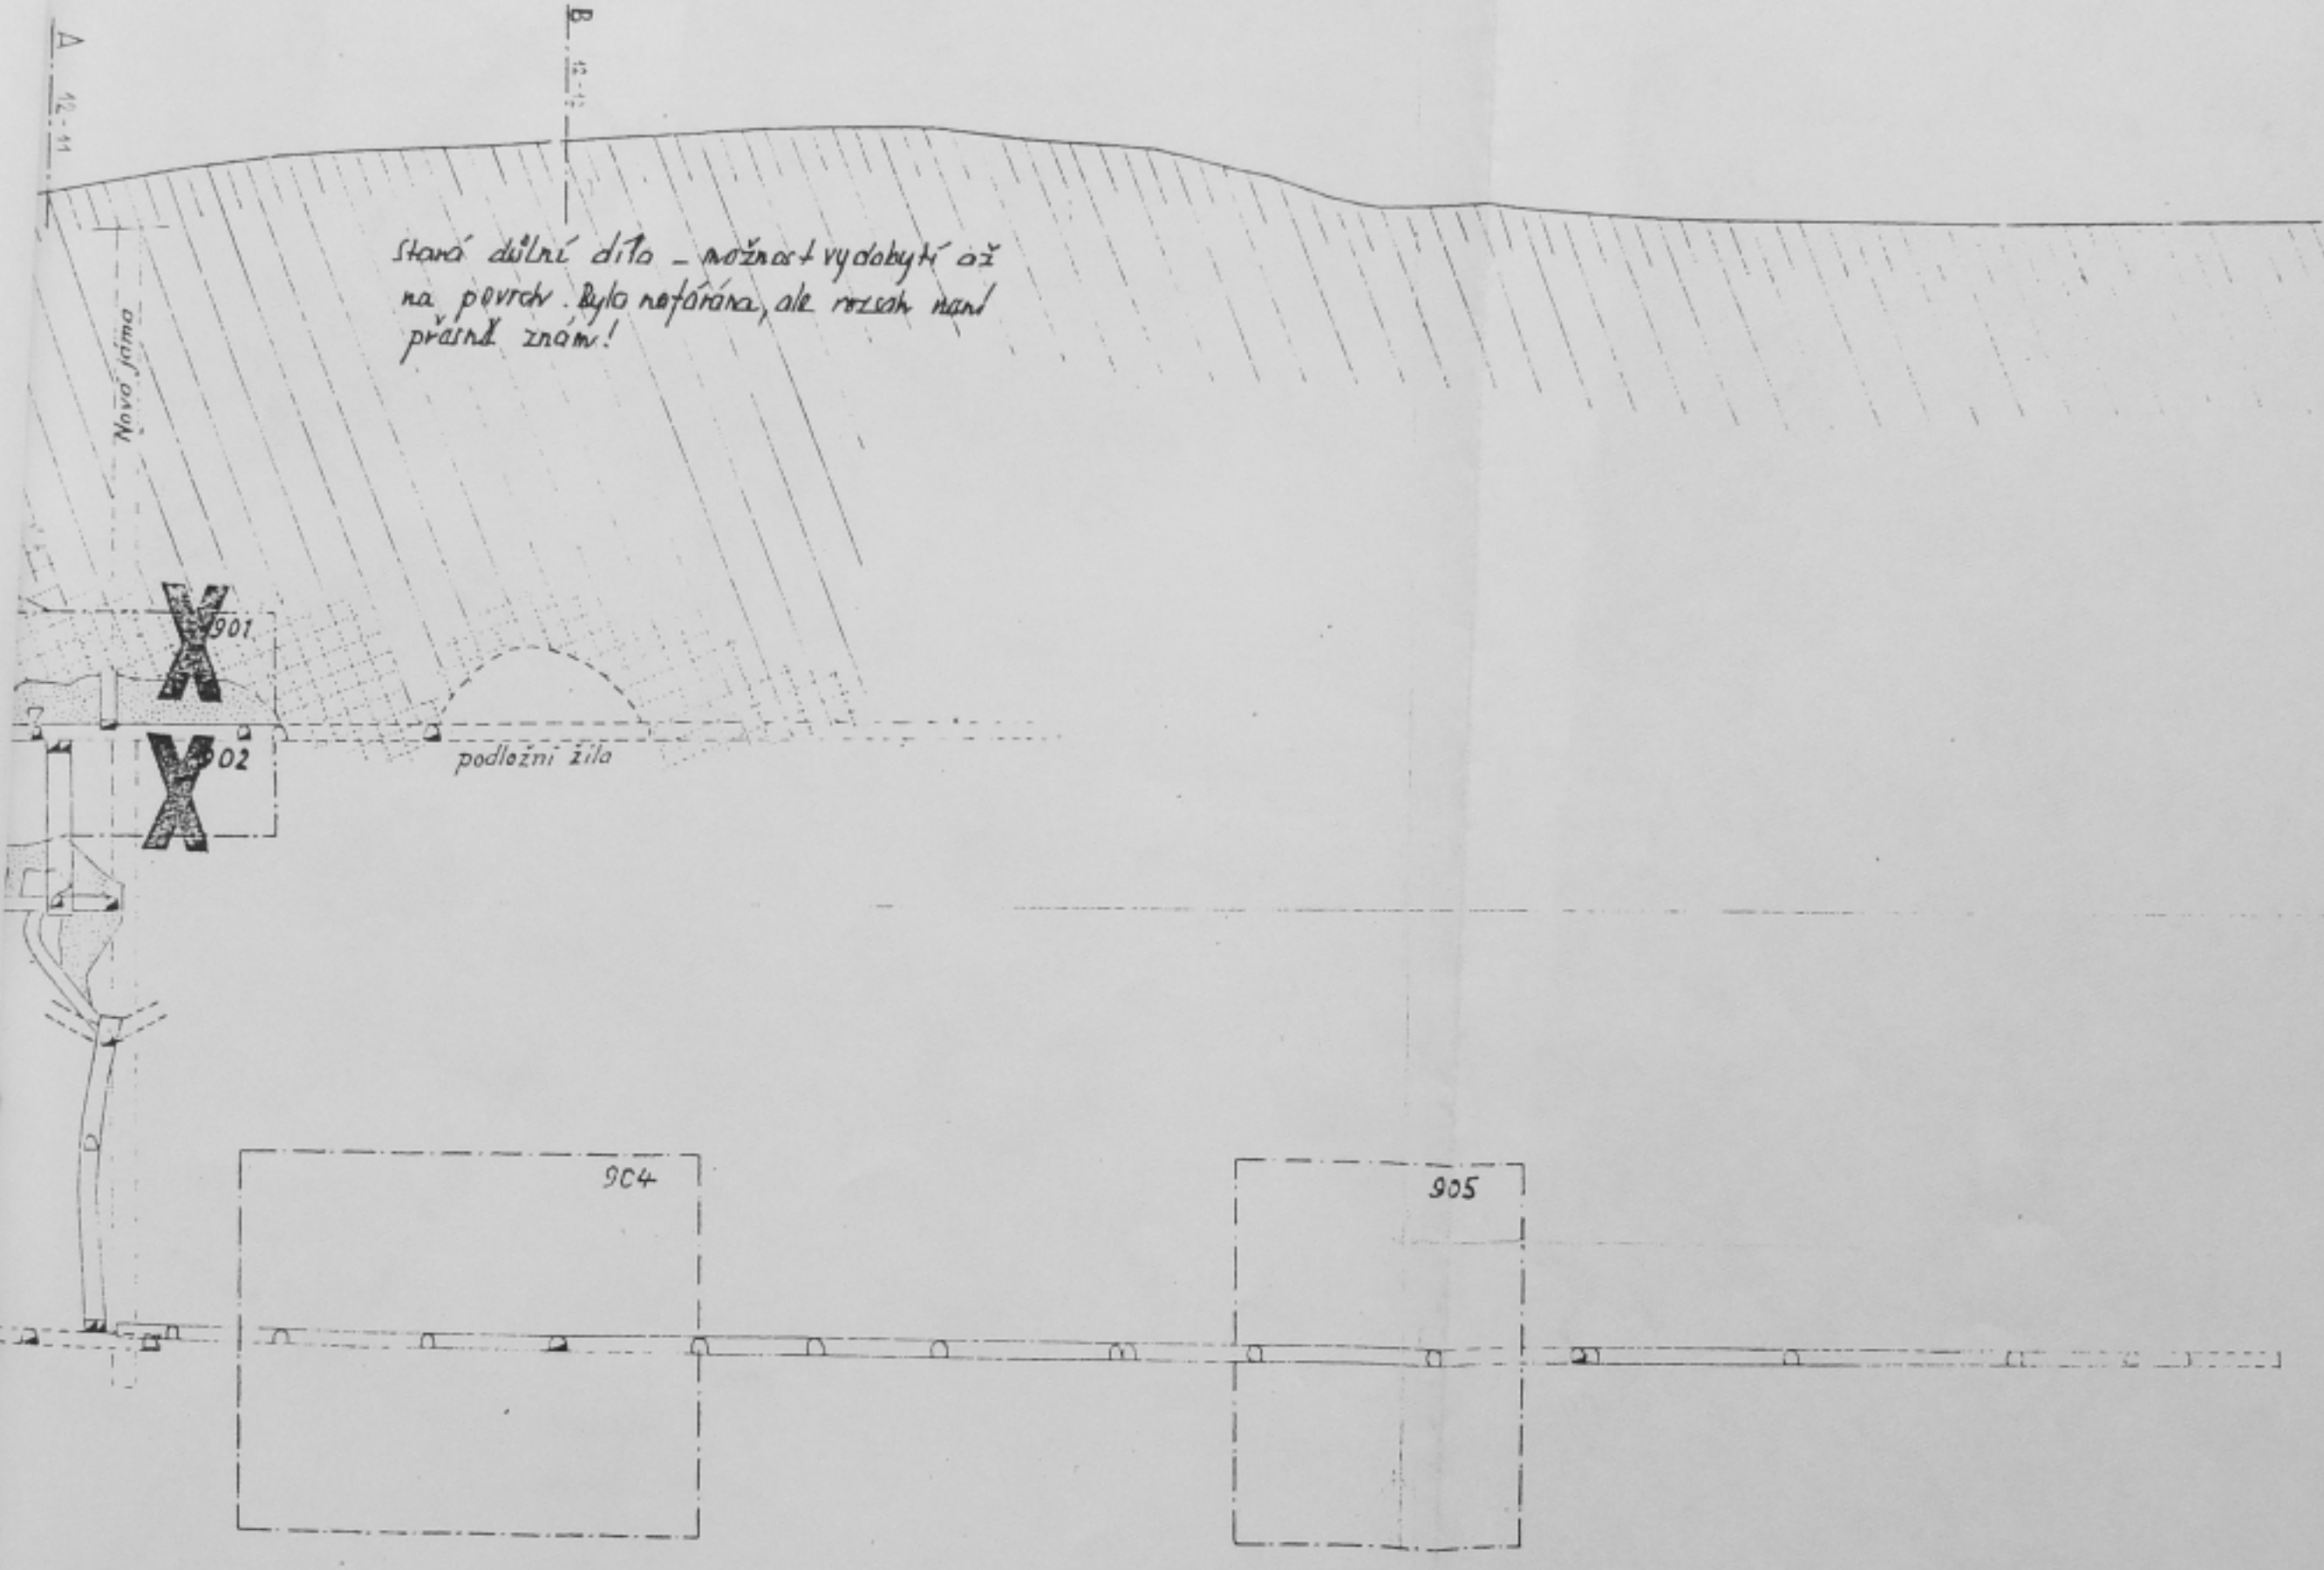 A
12-11
B
Stará důlní díla - možnost vydobytí až
na povrch. Byla nafárána, ale rozsah není
přesně znám!
Nová jáma
X
901
X
902
podložní žíla
904
905